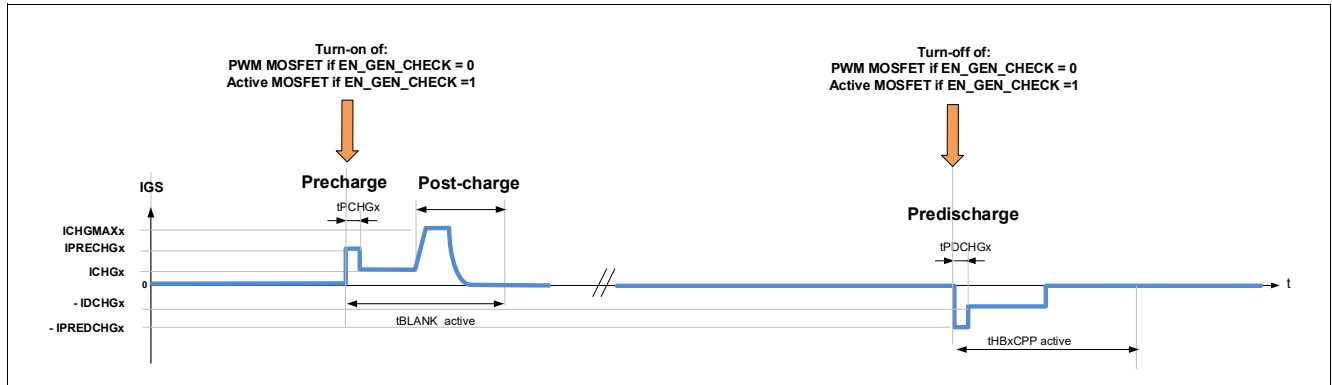 Turn-on of:
PWM MOSFET if EN_GEN_CHECK = 0
Active MOSFET if EN_GEN_CHECK =1
Turn-off of:
PWM MOSFET if EN_GEN_CHECK = 0
Active MOSFET if EN_GEN_CHECK =1
Precharge
Post-charge
IGS
tPCHGx
Predischarge
ICHGMAXx
IPRECHGx
tPDCHGx
ICHGx
0
t
- IDCHGx
- IPREDCHGx
tBLANK active
tHBxCPP active